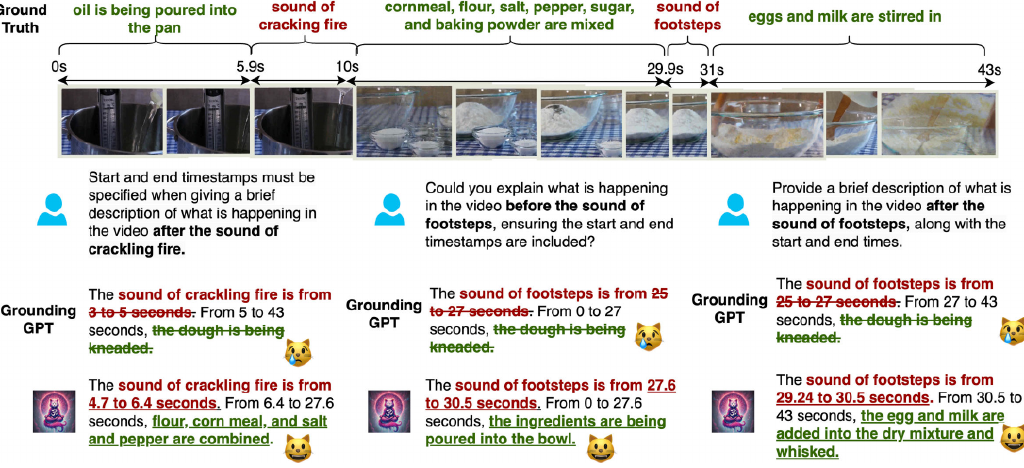 Ground
Truth
oil is being poured into
the pan
sound of
cracking fire
cornmeal, flour, salt, pepper, sugar,
and baking powder are mixed
sound of
footsteps
eggs and milk are stirred in
0s
5.9s
10s
29.9s
31s
43s
Start and end timestamps must be
specified when giving a brief
description of what is happening in
the video after the sound of
crackling fire.
Could you explain what is happening
in the video before the sound of
footsteps, ensuring the start and end
timestamps are included?
Provide a brief description of what is
happening in the video after the
sound of footsteps, along with the
start and end times.
Grounding
GPT
The sound of crackling fire is from
3 to 5 seconds. From 5 to 43
seconds, the dough is being
kneaded.
Grounding
GPT
The sound of footsteps is from 25
to 27 seconds. From 0 to 27
seconds, the dough is being
kneaded.
Grounding
GPT
The sound of footsteps is from
25 to 27 seconds. From 27 to 43
seconds, the dough is being
kneaded.
The sound of crackling fire is from
4.7 to 6.4 seconds. From 6.4 to 27.6
seconds, flour, corn meal, and salt
and pepper are combined.
The sound of footsteps is from 27.6
to 30.5 seconds. From 0 to 27.6
seconds, the ingredients are being
poured into the bowl.
The sound of footsteps is from
29.24 to 30.5 seconds. From 30.5 to
43 seconds, the egg and milk are
added into the dry mixture and
whisked.